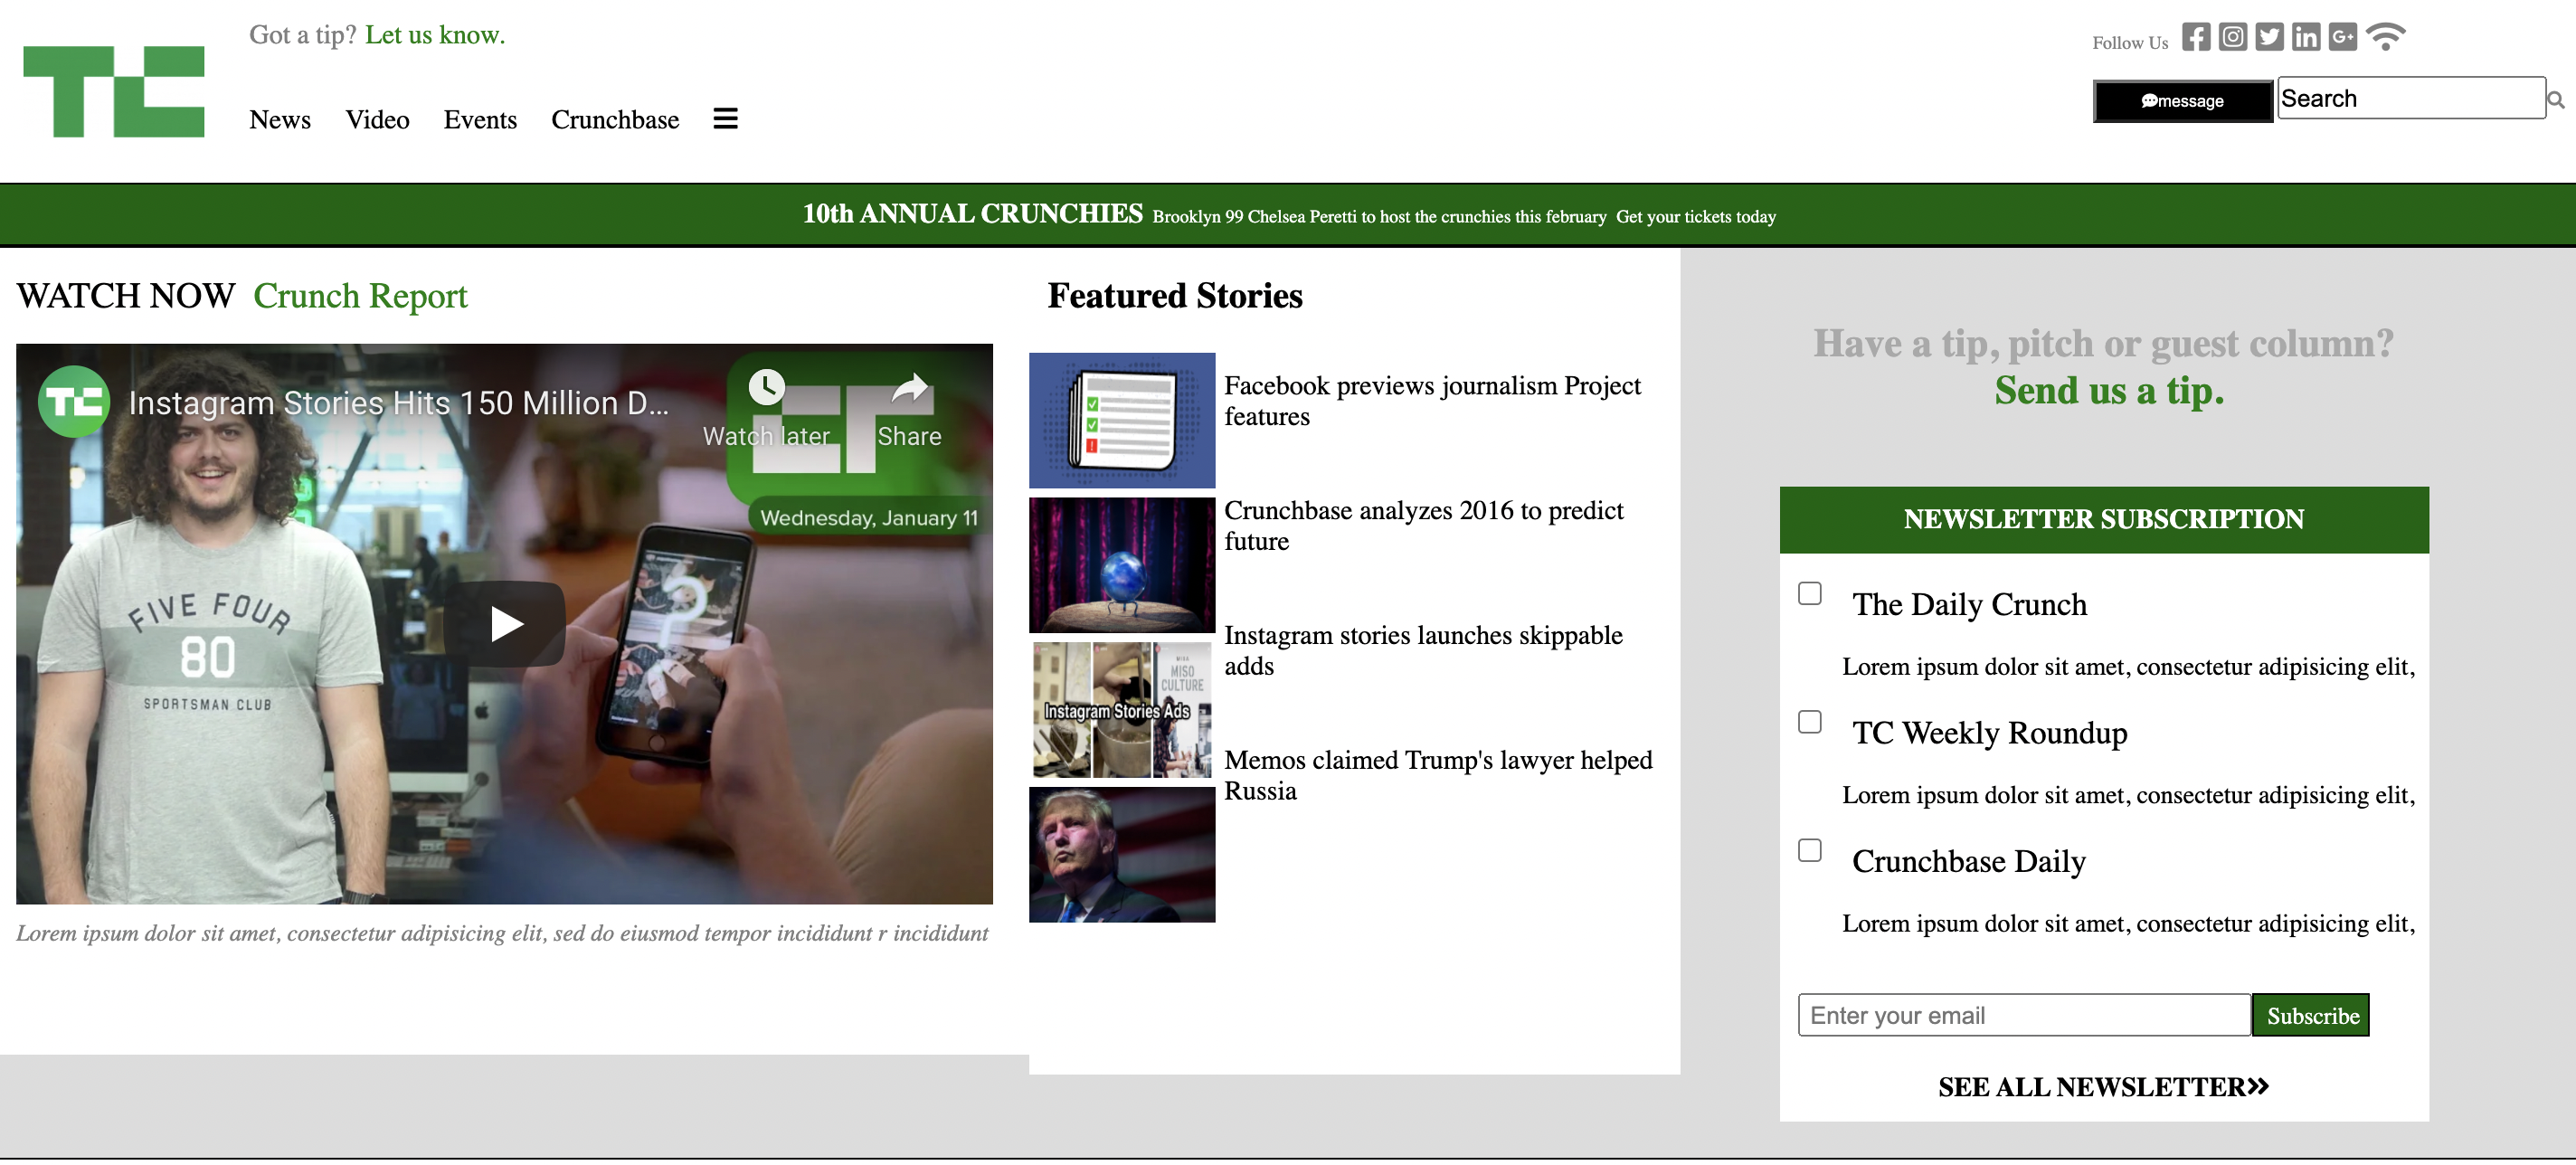 Got a tip? Let us know.
Follow Us
TC
News Video Events Crunchbase
message Search
10th ANNUAL CRUNCHIES Brooklyn 99 Chelsea Peretti to host the crunchies this february Get your tickets today
WATCH NOW Crunch Report
TC Instagram Stories Hits 150 Million D...
Watch later Share
Wednesday, January 11
FIVE FOUR
80
SPORTSMAN CLUB
Lorem ipsum dolor sit amet, consectetur adipisicing elit, sed do eiusmod tempor incididunt r incididunt
Featured Stories
Facebook previews journalism Project
features
Crunchbase analyzes 2016 to predict
future
Instagram stories launches skippable
adds
MISO
CULTURE
Instagram Stories Ads
Memos claimed Trump's lawyer helped
Russia
Have a tip, pitch or guest column?
Send us a tip.
NEWSLETTER SUBSCRIPTION
The Daily Crunch
Lorem ipsum dolor sit amet, consectetur adipisicing elit,
TC Weekly Roundup
Lorem ipsum dolor sit amet, consectetur adipisicing elit,
Crunchbase Daily
Lorem ipsum dolor sit amet, consectetur adipisicing elit,
Enter your email Subscribe
SEE ALL NEWSLETTER